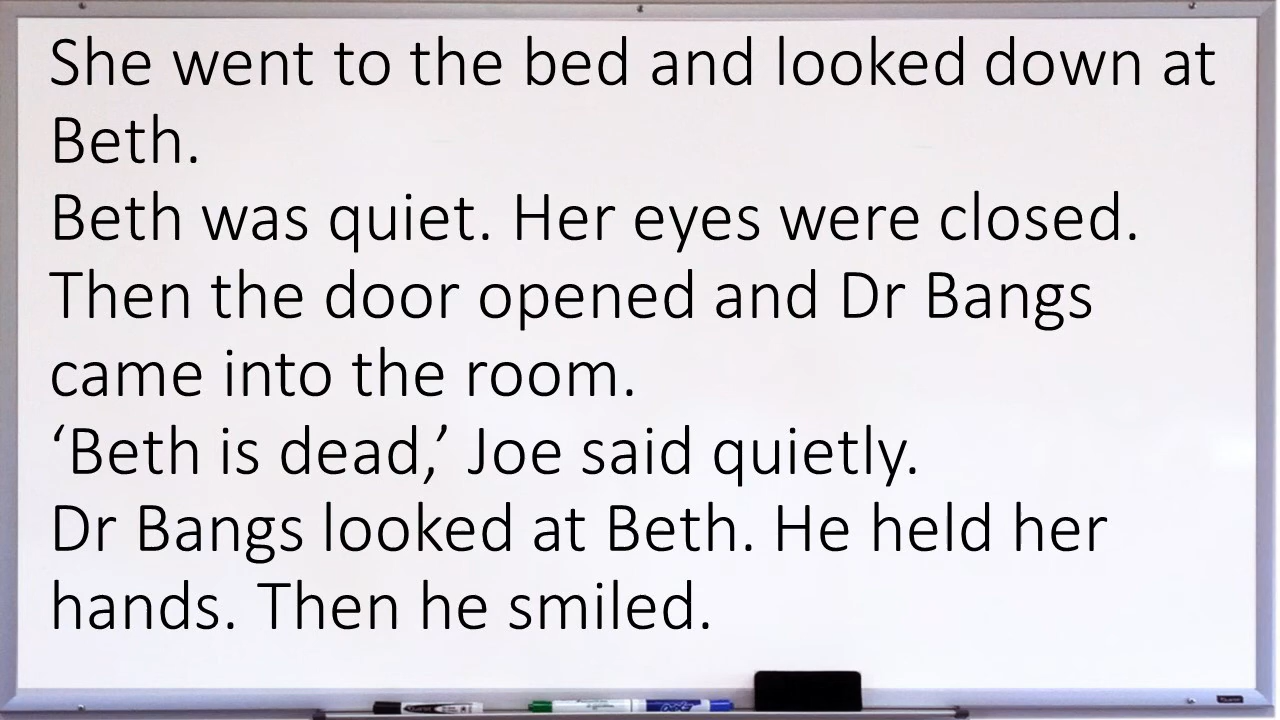 She went to the bed and looked down at
Beth.
Beth was quiet. Her eyes were closed.
Then the door opened and Dr Bangs
came into the room.
‘Beth is dead,’ Joe said quietly.
Dr Bangs looked at Beth. He held her
hands. Then he smiled.